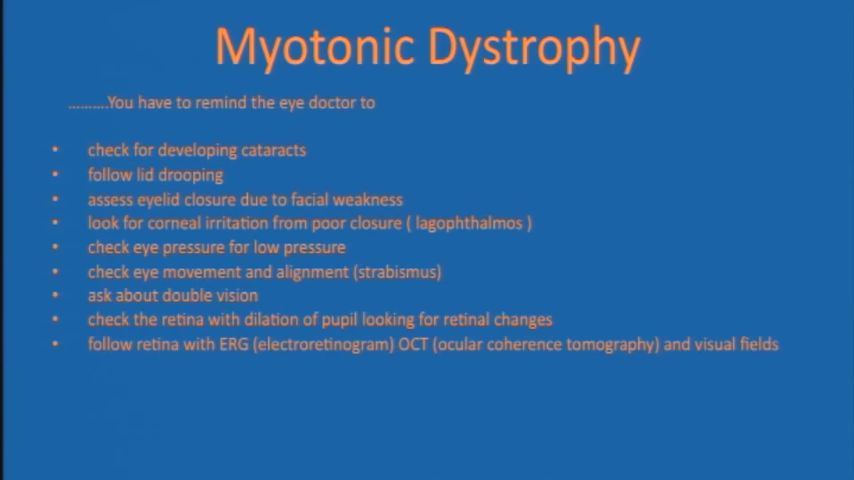 Myotonic Dystrophy
..........You have to remind the eye doctor to
• check for developing cataracts
• follow lid drooping
• assess eyelid closure due to facial weakness
• look for corneal irritation from poor closure ( lagophthalmos )
• check eye pressure for low pressure
• check eye movement and alignment (strabismus)
• ask about double vision
• check the retina with dilation of pupil looking for retinal changes
• follow retina with ERG (electroretinogram) OCT (ocular coherence tomography) and visual fields